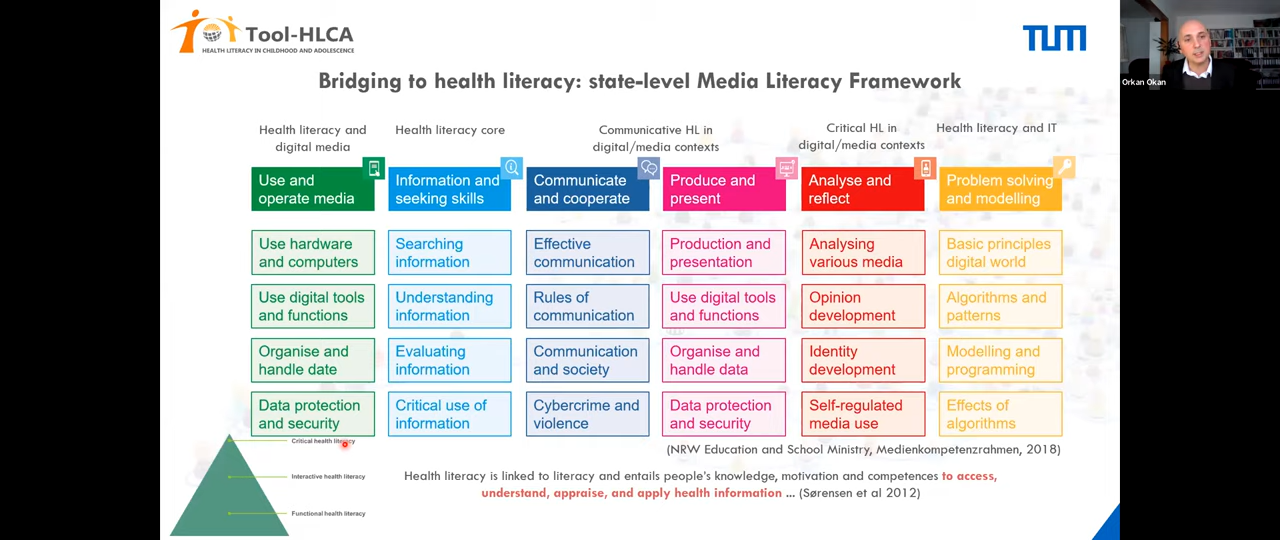 Tool-HLCA
HEALTH LITERACY IN CHILDHOOD AND ADOLESCENCE
TUM
Orkan Okan
Bridging to health literacy: state-level Media Literacy Framework
Health literacy and
digital media
Health literacy core
Communicative HL in
digital/media contexts
Critical HL in
digital/media contexts
Health literacy and IT
Use and
operate media
Information and
seeking skills
Communicate
and cooperate
Produce and
present
Analyse and
reflect
Problem solving
and modelling
Use hardware
and computers
Searching
information
Effective
communication
Production and
presentation
Analysing
various media
Basic principles
digital world
Use digital tools
and functions
Understanding
information
Rules of
communication
Use digital tools
and functions
Opinion
development
Algorithms and
patterns
Organise and
handle date
Evaluating
information
Communication
and society
Organise and
handle data
Identity
development
Modelling and
programming
Data protection
and security
Critical use of
information
Cybercrime and
violence
Data protection
and security
Self-regulated
media use
Effects of
algorithms
Critical health literacy
Interactive health literacy
Functional health literacy
(NRW Education and School Ministry, Medienkompetenzrahmen, 2018)
Health literacy is linked to literacy and entails people's knowledge, motivation and competences to access,
understand, appraise, and apply health information ... (Sørensen et al 2012)